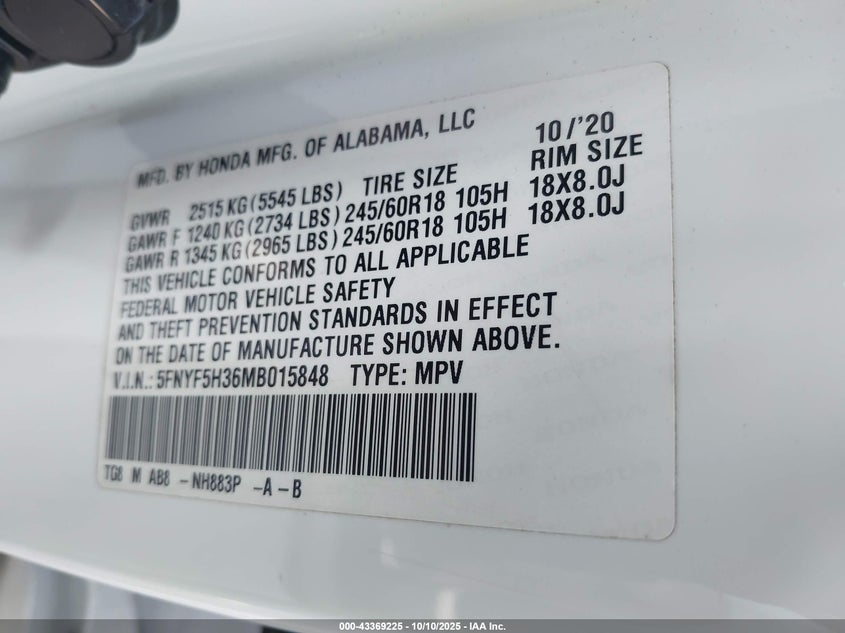 MFD. BY HONDA MFG. OF ALABAMA, LLC 10/'20
GVWR 2515 KG (5545 LBS) TIRE SIZE RIM SIZE
GAWR F 1240 KG (2734 LBS) 245/60R18 105H 18X8.0J
GAWR R 1345 KG (2965 LBS) 245/60R18 105H 18X8.0J
THIS VEHICLE CONFORMS TO ALL APPLICABLE
FEDERAL MOTOR VEHICLE SAFETY
AND THEFT PREVENTION STANDARDS IN EFFECT
ON THE DATE OF MANUFACTURE SHOWN ABOVE.
V.I.N.: 5FNYF5H36MB015848 TYPE: MPV
TG8 M AB8 -NH883P -A-B
000-43369225 - 10/10/2025 - IAA Inc.